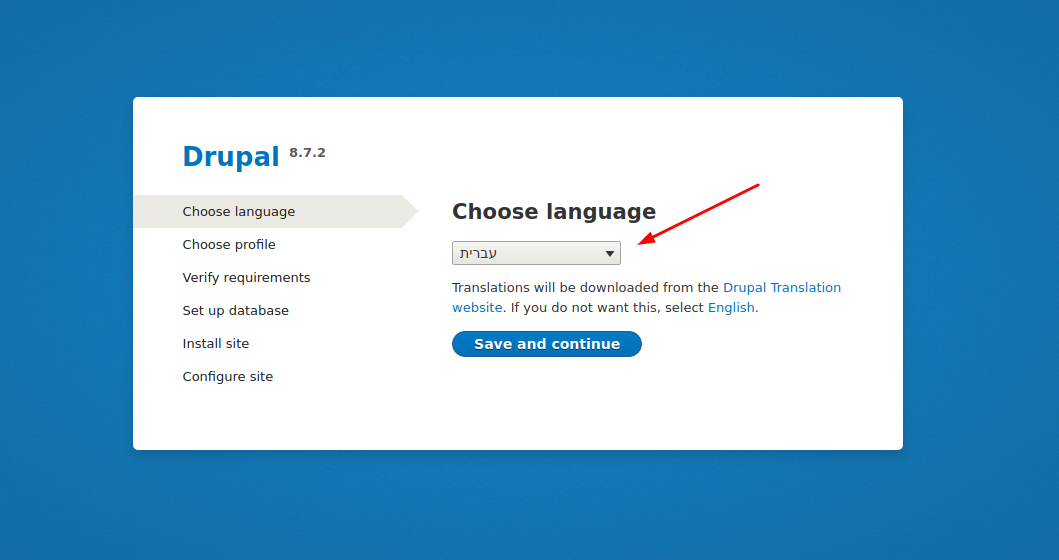 Drupal 8.7.2
Choose language
Choose profile
Verify requirements
Set up database
Install site
Configure site
Choose language
עברית
Translations will be downloaded from the Drupal Translation
website. If you do not want this, select English.
Save and continue